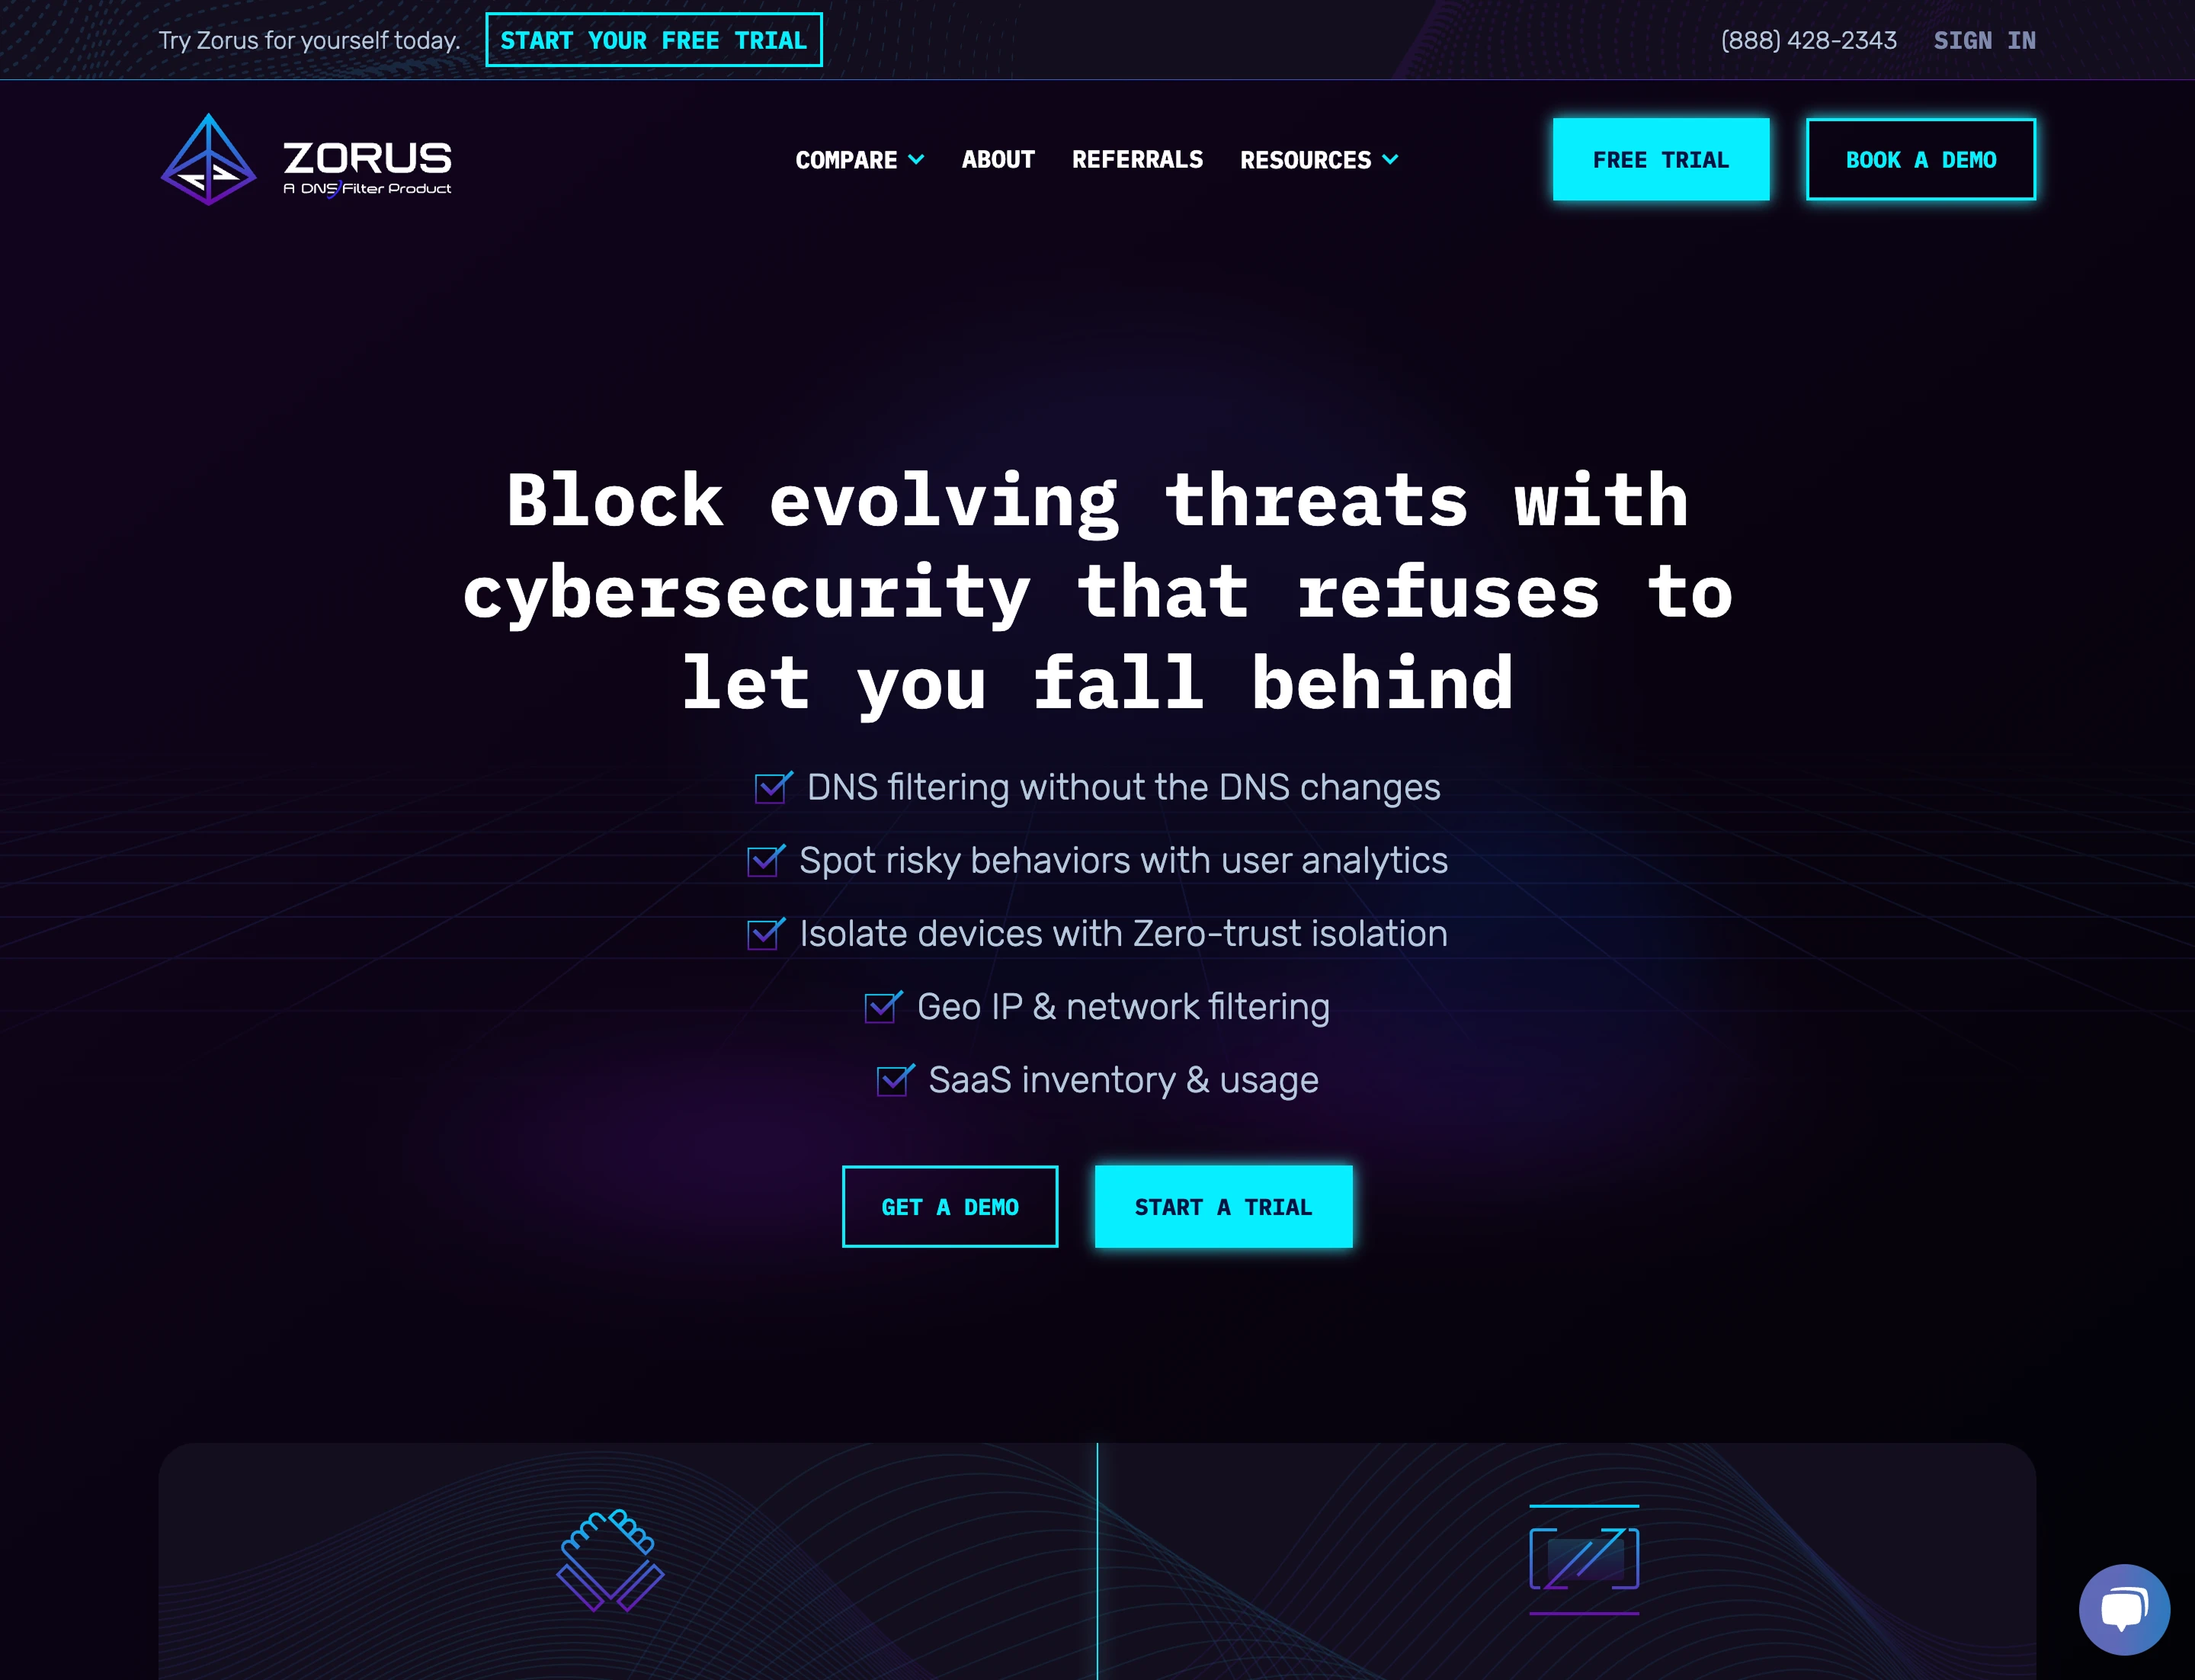 Try Zorus for yourself today.
START YOUR FREE TRIAL
(888) 428-2343
SIGN IN
ZORUS
A DNSFilter Product
COMPARE
ABOUT
REFERRALS
RESOURCES
FREE TRIAL
BOOK A DEMO
Block evolving threats with
cybersecurity that refuses to
let you fall behind
DNS filtering without the DNS changes
Spot risky behaviors with user analytics
Isolate devices with Zero-trust isolation
Geo IP & network filtering
SaaS inventory & usage
GET A DEMO
START A TRIAL